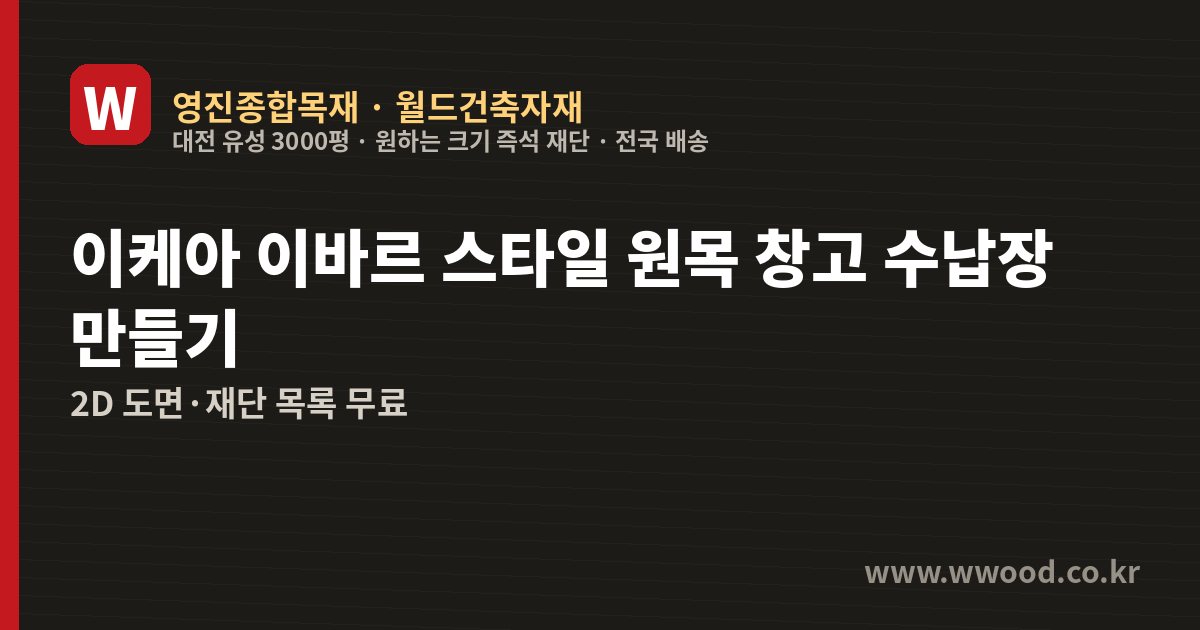 W
영진종합목재 · 월드건축자재
대전 유성 3000평 · 원하는 크기 즉석 재단 · 전국 배송
이케아 이바르 스타일 원목 창고 수납장
만들기
2D 도면·재단 목록 무료
www.wwood.co.kr